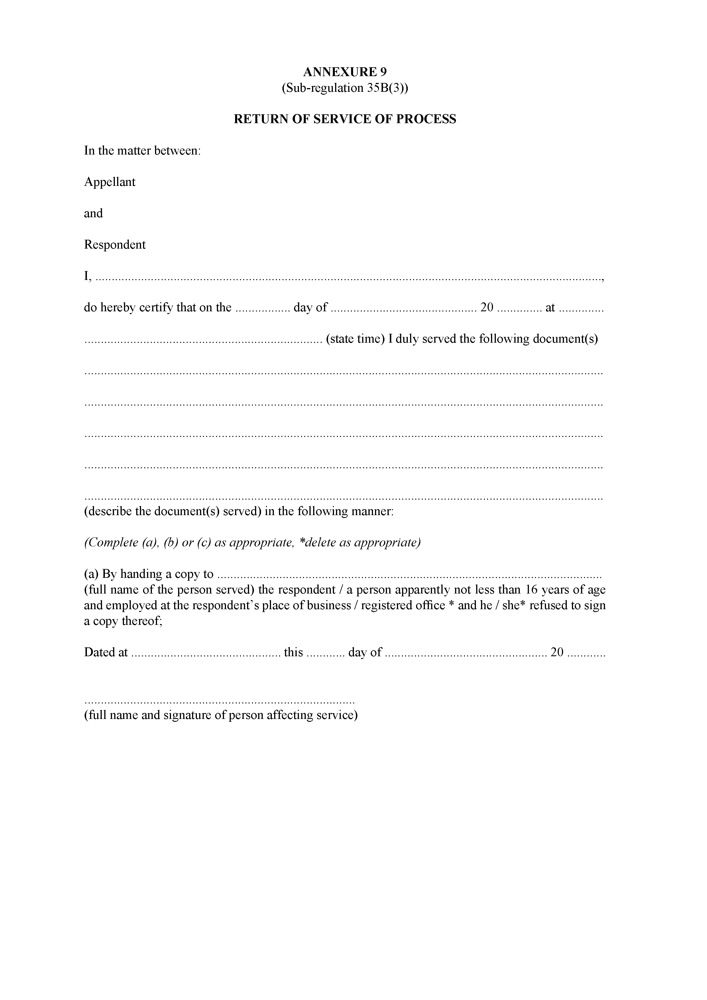 ANNEXURE 9
(Sub-regulation 35B(3))
RETURN OF SERVICE OF PROCESS
In the matter between:
Appellant
and
Respondent
I, ...........................................................................................................................................................,
do hereby certify that on the ................. day of ............................................. 20 .............. at ..............
......................................................................... (state time) I duly served the following document(s)
...............................................................................................................................................................
...............................................................................................................................................................
...............................................................................................................................................................
...............................................................................................................................................................
...............................................................................................................................................................
(describe the document(s) served) in the following manner:
(Complete (a), (b) or (c) as appropriate, *delete as appropriate)
(a) By handing a copy to ......................................................................................................................
(full name of the person served) the respondent / a person apparently not less than 16 years of age
and employed at the respondent’s place of business / registered office * and he / she* refused to sign
a copy thereof;
Dated at .............................................. this ............ day of .................................................. 20 ............
...................................................................................
(full name and signature of person affecting service)